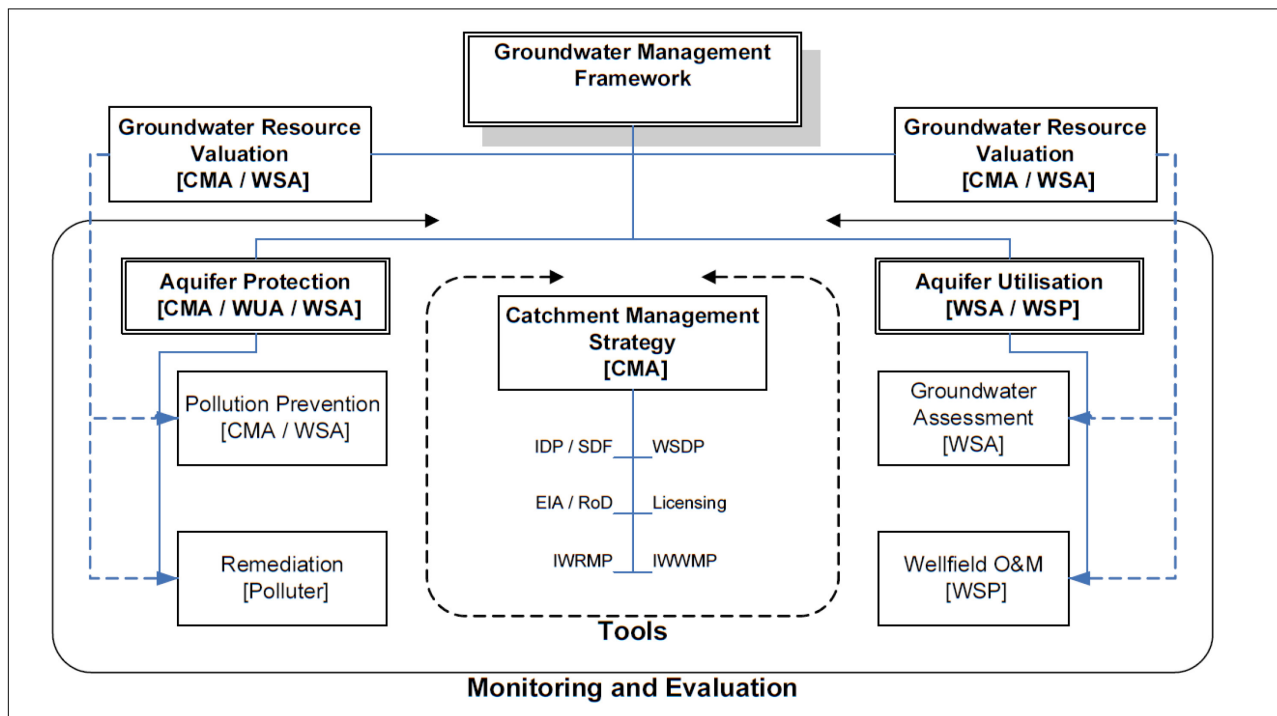 Groundwater Management
Framework
Groundwater Resource
Valuation
[CMA / WSA]
Groundwater Resource
Valuation
[CMA / WSA]
Aquifer Protection
[CMA / WUA / WSA]
Catchment Management
Strategy
[CMA]
Aquifer Utilisation
[WSA / WSP]
Pollution Prevention
[CMA / WSA]
Groundwater
Assessment
[WSA]
IDP / SDF WSDP
EIA / RoD Licensing
IWRMP IWWMP
Remediation
[Polluter]
Wellfield O&M
[WSP]
Tools
Monitoring and Evaluation